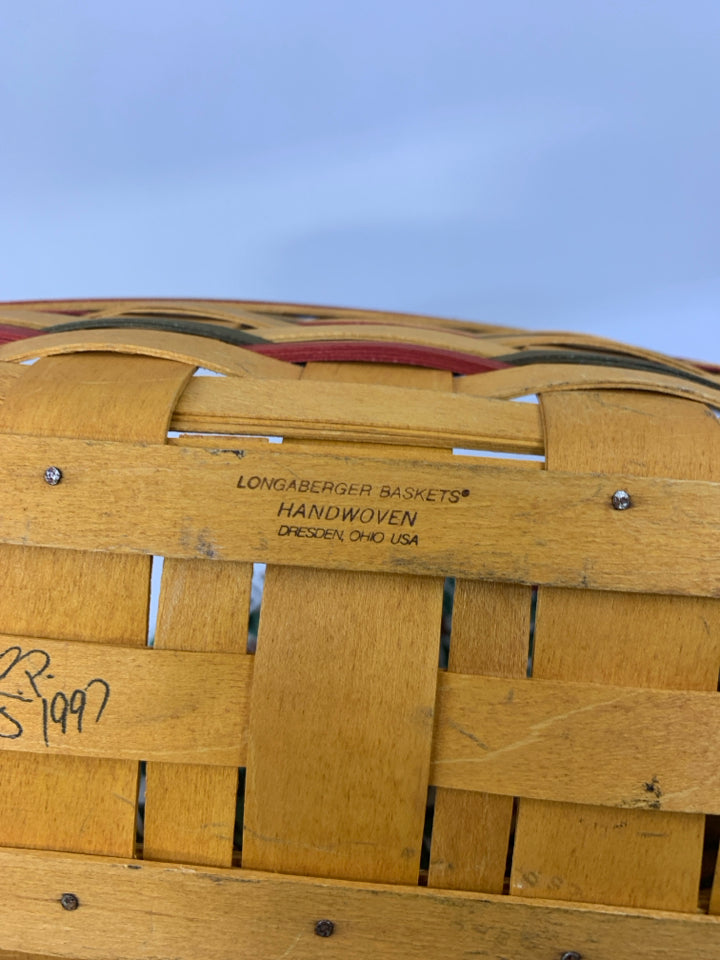 LONGABERGER BASKETS®
HANDWOVEN
DRESDEN, OHIO USA
1997